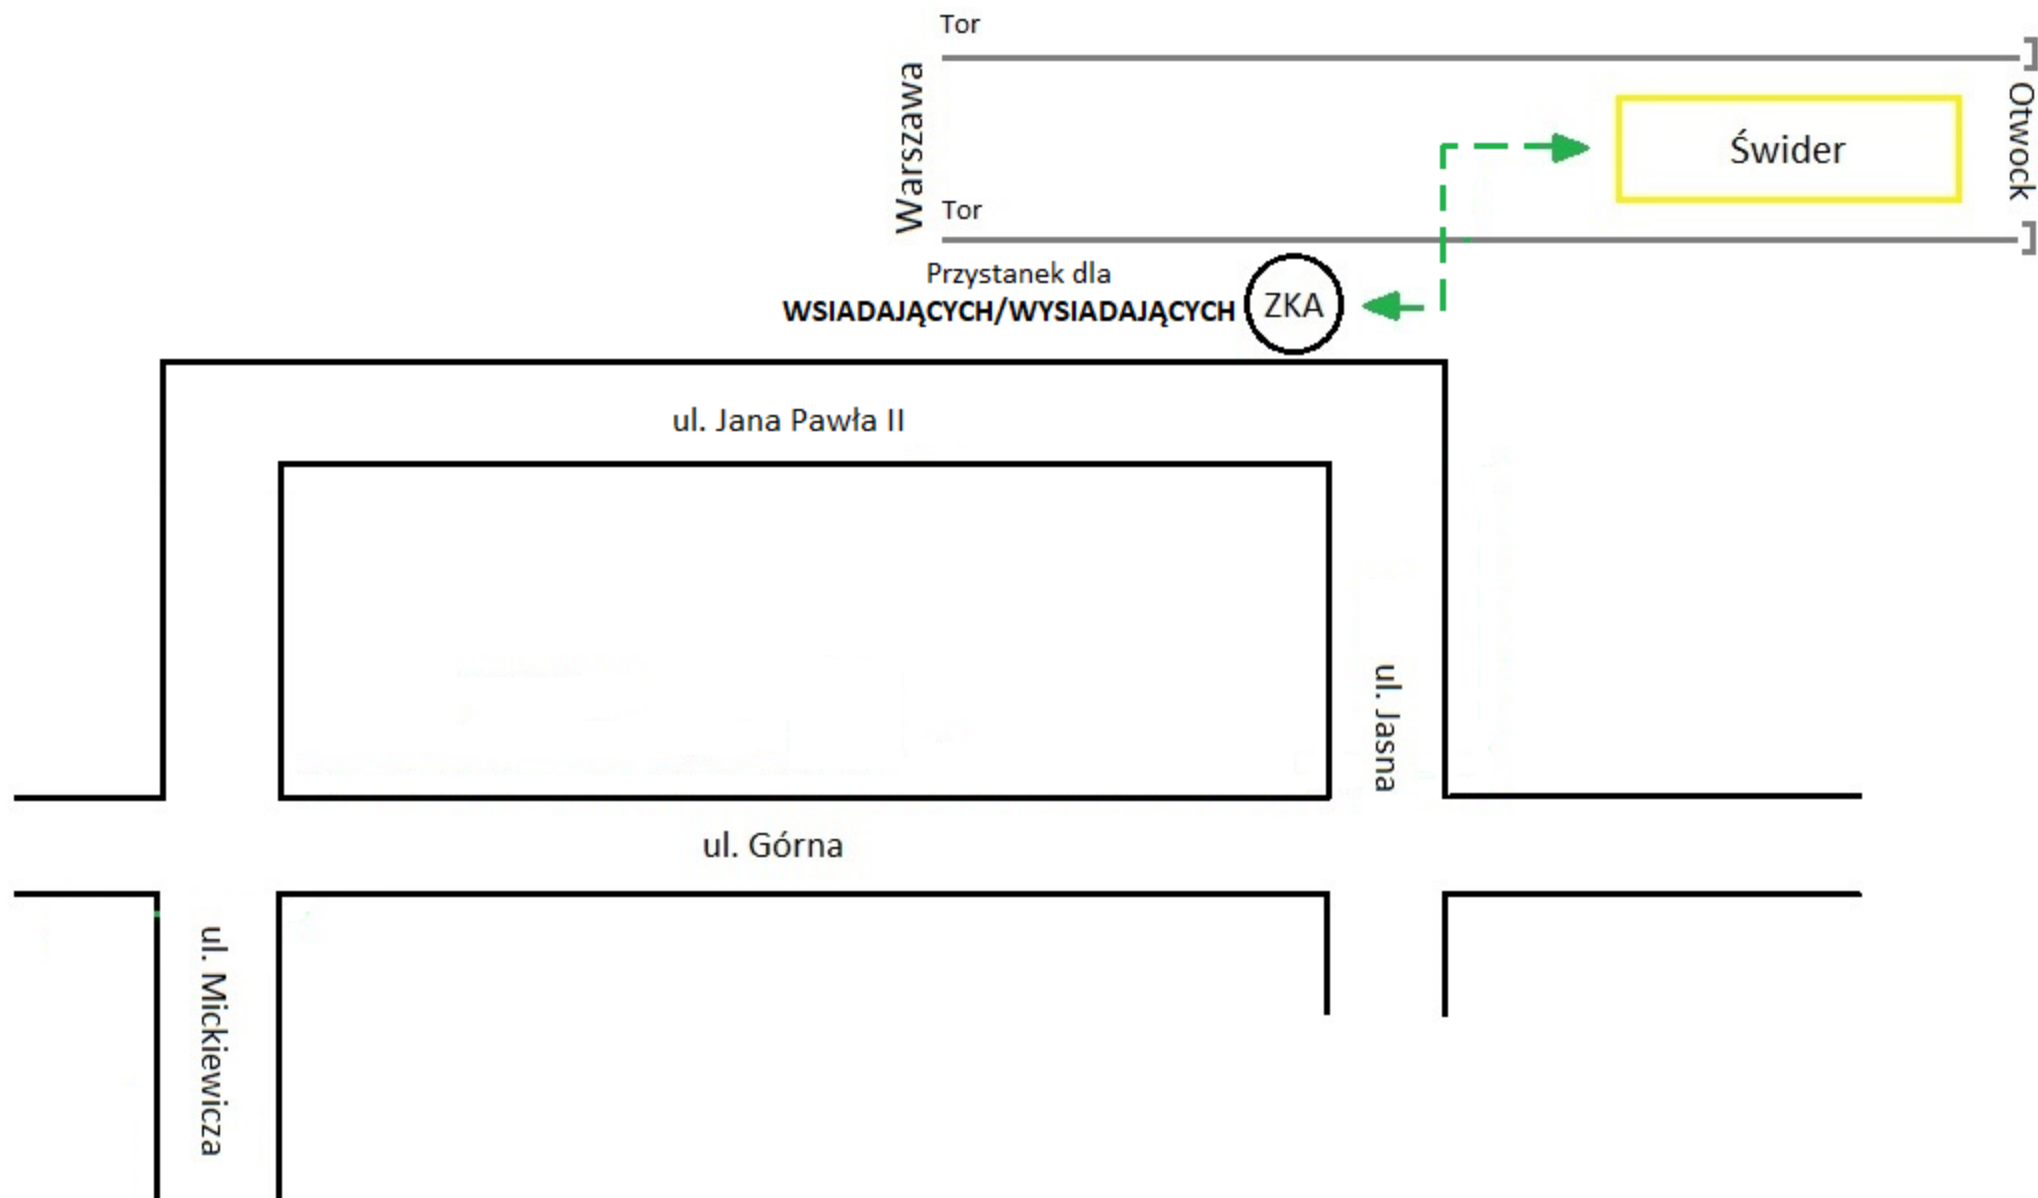 Tor
Warszawa
Otwock
Świder
Tor
Przystanek dla
WSIADAJĄCYCH/WYSIADAJĄCYCH
ZKA
ul. Jana Pawła II
ul. Jasna
ul. Górna
ul. Mickiewicza